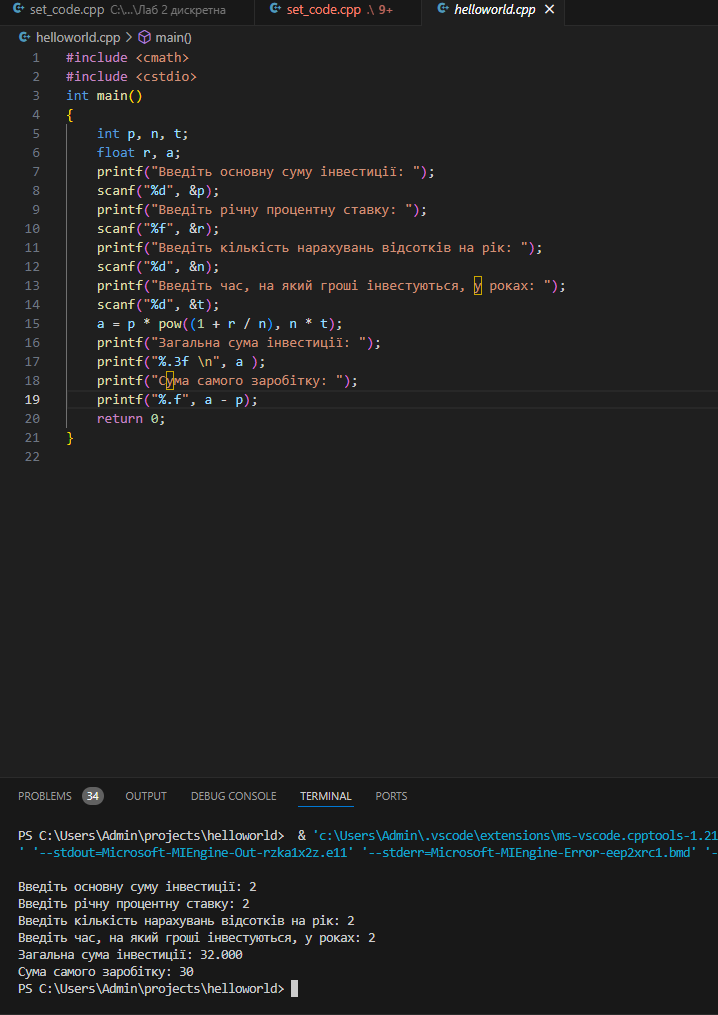 set_code.cpp C:\...\Лаб 2 дискретна set_code.cpp .\ 9+ helloworld.cpp
helloworld.cpp > main()
1 #include <cmath>
2 #include <cstdio>
3 int main()
4 {
5 int p, n, t;
6 float r, a;
7 printf("Введіть основну суму інвестиції: ");
8 scanf("%d", &p);
9 printf("Введіть річну процентну ставку: ");
10 scanf("%f", &r);
11 printf("Введіть кількість нарахувань відсотків на рік: ");
12 scanf("%d", &n);
13 printf("Введіть час, на який гроші інвестуються, у роках: ");
14 scanf("%d", &t);
15 a = p * pow((1 + r / n), n * t);
16 printf("Загальна сума інвестиції: ");
17 printf("%.3f \n", a );
18 printf("Сума самого заробітку: ");
19 printf("%.f", a - p);
20 return 0;
21 }
22
PROBLEMS 34 OUTPUT DEBUG CONSOLE TERMINAL PORTS
PS C:\Users\Admin\projects\helloworld> & 'c:\Users\Admin\.vscode\extensions\ms-vscode.cpptools-1.21
' '--stdout=Microsoft-MIEngine-Out-rzka1x2z.e11' '--stderr=Microsoft-MIEngine-Error-eep2xrc1.bmd' '-
Введіть основну суму інвестиції: 2
Введіть річну процентну ставку: 2
Введіть кількість нарахувань відсотків на рік: 2
Введіть час, на який гроші інвестуються, у роках: 2
Загальна сума інвестиції: 32.000
Сума самого заробітку: 30
PS C:\Users\Admin\projects\helloworld>